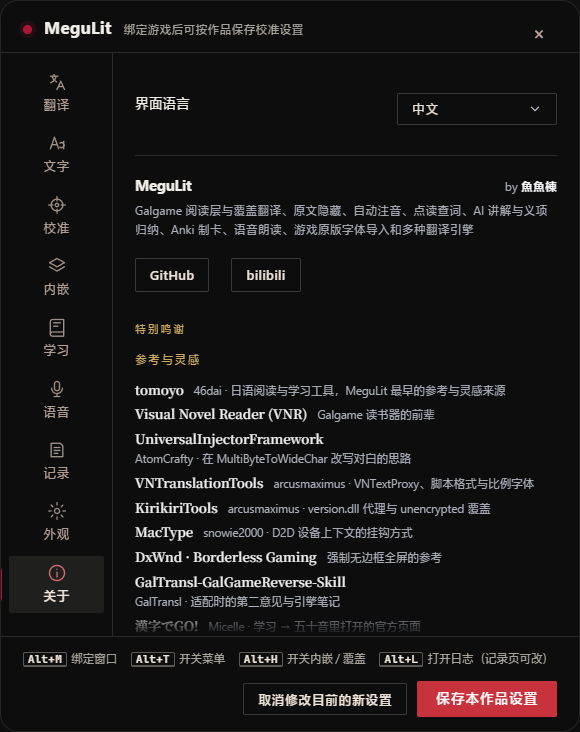 MeguLit 绑定游戏后可按作品保存校准设置
×
翻译
文字
校准
内嵌
学习
语音
记录
外观
关于
界面语言
中文
MeguLit
by 魚魚棟
Galgame 阅读层与覆盖翻译、原文隐藏、自动注音、点读查词、AI 讲解与义项
归纳、Anki 制卡、语音朗读、游戏原版字体导入和多种翻译引擎
GitHub
bilibili
特别鸣谢
参考与灵感
tomoyo 46dai · 日语阅读与学习工具，MeguLit 最早的参考与灵感来源
Visual Novel Reader (VNR) Galgame 读书器的前辈
UniversalInjectorFramework
AtomCrafty · 在 MultiByteToWideChar 改写对白的思路
VNTranslationTools arcusmaximus · VNTextProxy、脚本格式与比例字体
KirikiriTools arcusmaximus · version.dll 代理与 unencrypted 覆盖
MacType snowie2000 · D2D 设备上下文的挂钩方式
DxWnd · Borderless Gaming 强制无边框全屏的参考
GalTransl-GalGameReverse-Skill
GalTransl · 适配时的第二意见与引擎笔记
漢字でGO! Micelle · 学习 → 五十音里打开的官方页面
Alt+M 绑定窗口 Alt+T 开关菜单 Alt+H 开关内嵌 / 覆盖 Alt+L 打开日志（记录页可改）
取消修改目前的新设置
保存本作品设置